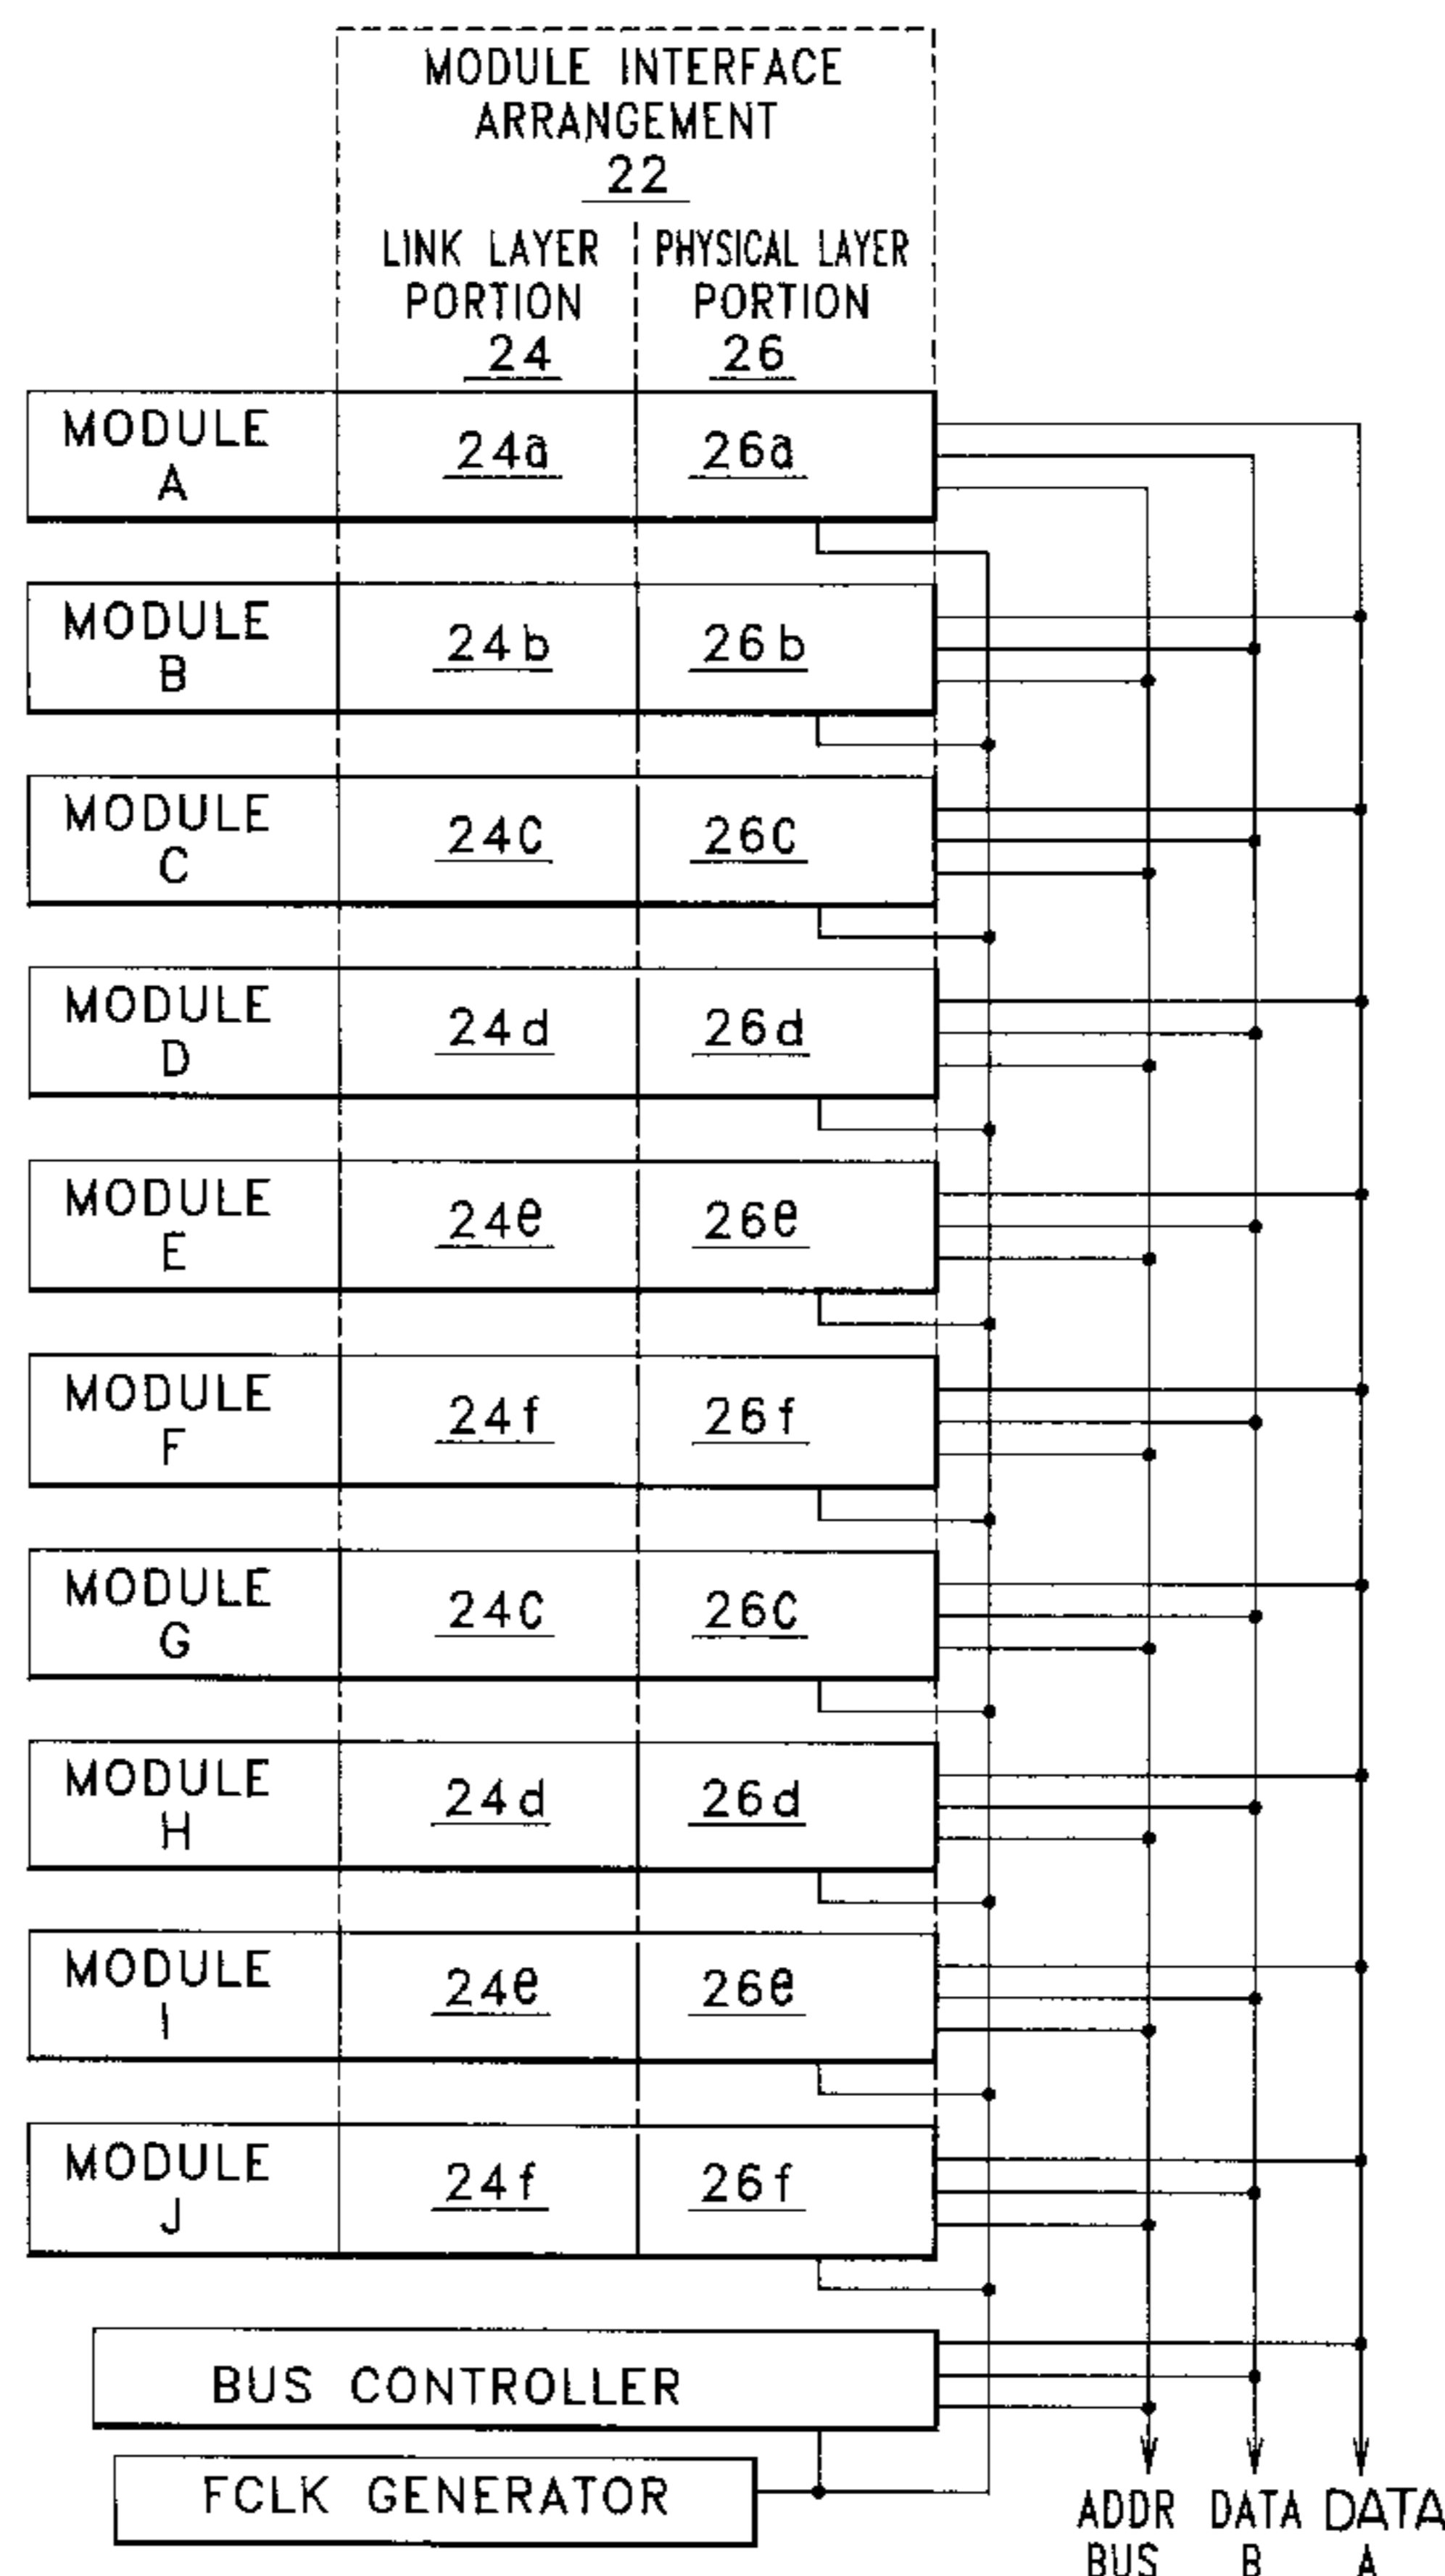 MODULE INTERFACE
ARRANGEMENT
22
LINK LAYER
PORTION
24
PHYSICAL LAYER
PORTION
26
MODULE
A
24a
26a
MODULE
B
24b
26b
MODULE
C
24c
26c
MODULE
D
24d
26d
MODULE
E
24e
26e
MODULE
F
24f
26f
MODULE
G
24c
26c
MODULE
H
24d
26d
MODULE
I
24e
26e
MODULE
J
24f
26f
BUS CONTROLLER
FCLK GENERATOR
ADDR
BUS
DATA
B
DATA
A